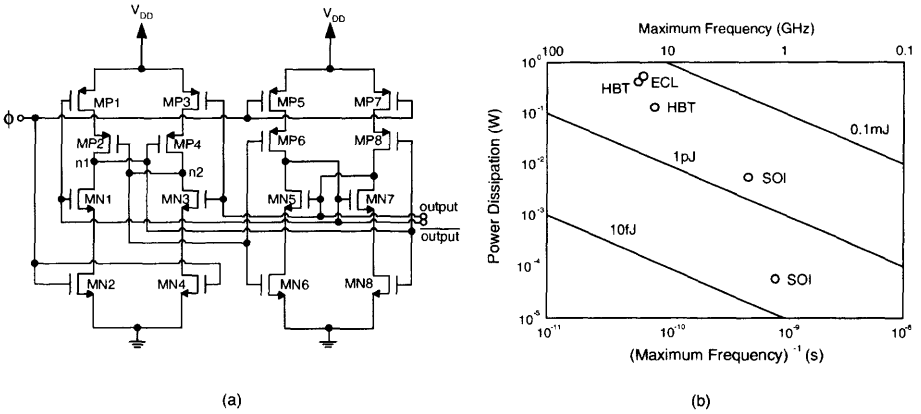 V_DD V_DD
MP1 MP3 MP5 MP7
ϕ
MP2 MP4 MP6 MP8
n1 n2
MN1 MN3 MN5 MN7
output
output
MN2 MN4 MN6 MN8
(a)
Maximum Frequency (GHz)
100 10 1 0.1
Power Dissipation (W)
10^0
10^-1
10^-2
10^-3
10^-4
10^-5
HBT ECL
HBT
0.1mJ
1pJ
SOI
10fJ
SOI
10^-11 10^-10 10^-9 10^-8
(Maximum Frequency)^-1 (s)
(b)